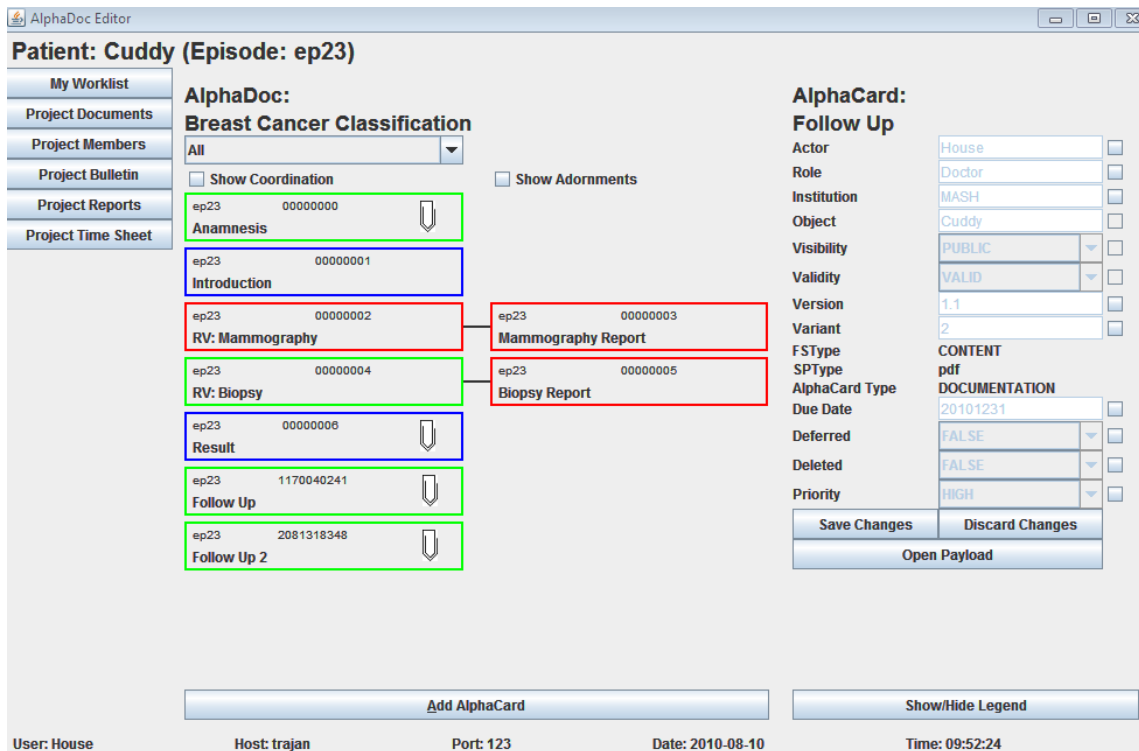 AlphaDoc Editor
Patient: Cuddy (Episode: ep23)
My Worklist
Project Documents
Project Members
Project Bulletin
Project Reports
Project Time Sheet
AlphaDoc:
Breast Cancer Classification
All
Show Coordination
Show Adornments
ep23 00000000
Anamnesis
ep23 00000001
Introduction
ep23 00000002
RV: Mammography
ep23 00000003
Mammography Report
ep23 00000004
RV: Biopsy
ep23 00000005
Biopsy Report
ep23 00000006
Result
ep23 1170040241
Follow Up
ep23 2081318348
Follow Up 2
Add AlphaCard
AlphaCard:
Follow Up
Actor House
Role Doctor
Institution MASH
Object Cuddy
Visibility PUBLIC
Validity VALID
Version 1.1
Variant 2
FSType CONTENT
SPType pdf
AlphaCard Type DOCUMENTATION
Due Date 20101231
Deferred FALSE
Deleted FALSE
Priority HIGH
Save Changes Discard Changes
Open Payload
Show/Hide Legend
User: House Host: trajan Port: 123 Date: 2010-08-10 Time: 09:52:24